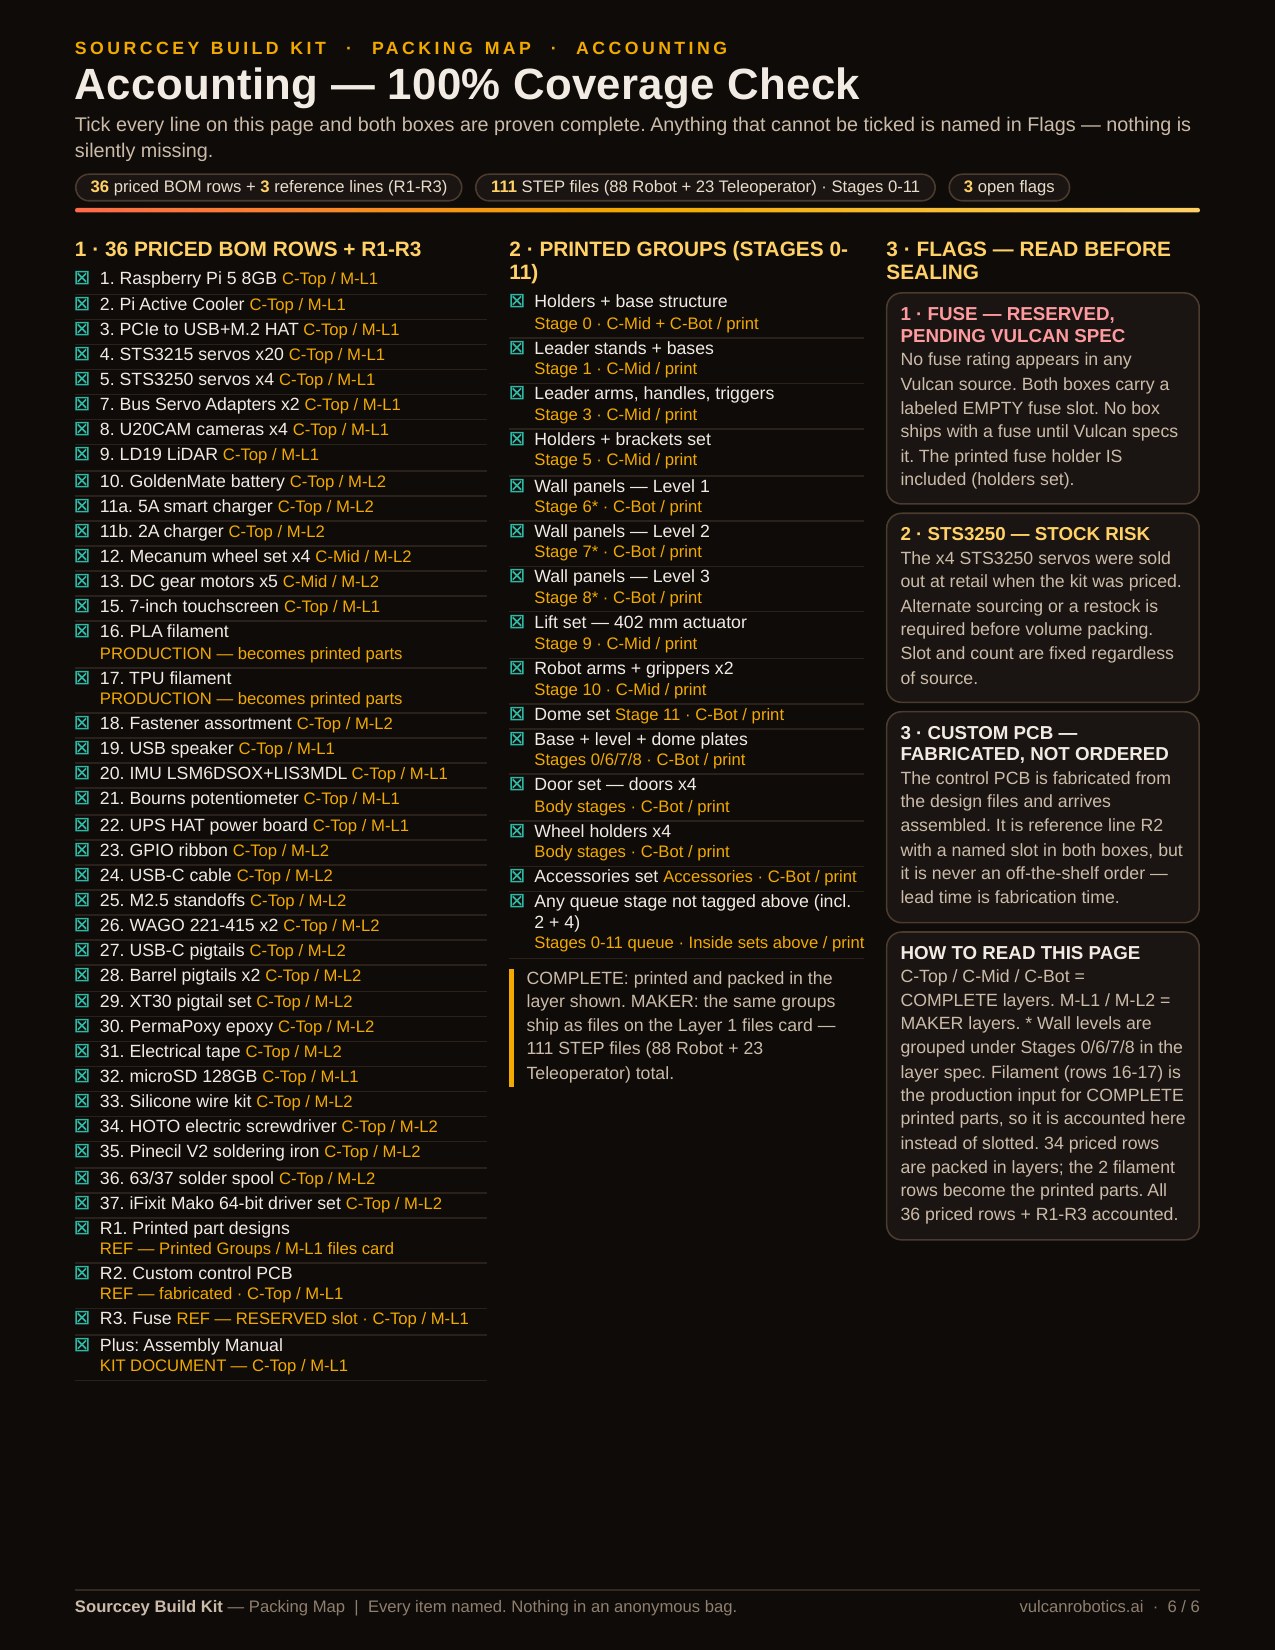 SOURCCEY BUILD KIT · PACKING MAP · ACCOUNTING
Accounting — 100% Coverage Check
Tick every line on this page and both boxes are proven complete. Anything that cannot be ticked is named in Flags — nothing is
silently missing.
36 priced BOM rows + 3 reference lines (R1-R3)
111 STEP files (88 Robot + 23 Teleoperator) · Stages 0-11
3 open flags
1 · 36 PRICED BOM ROWS + R1-R3
☒ 1. Raspberry Pi 5 8GB C-Top / M-L1
☒ 2. Pi Active Cooler C-Top / M-L1
☒ 3. PCIe to USB+M.2 HAT C-Top / M-L1
☒ 4. STS3215 servos x20 C-Top / M-L1
☒ 5. STS3250 servos x4 C-Top / M-L1
☒ 7. Bus Servo Adapters x2 C-Top / M-L1
☒ 8. U20CAM cameras x4 C-Top / M-L1
☒ 9. LD19 LiDAR C-Top / M-L1
☒ 10. GoldenMate battery C-Top / M-L2
☒ 11a. 5A smart charger C-Top / M-L2
☒ 11b. 2A charger C-Top / M-L2
☒ 12. Mecanum wheel set x4 C-Mid / M-L2
☒ 13. DC gear motors x5 C-Mid / M-L2
☒ 15. 7-inch touchscreen C-Top / M-L1
☒ 16. PLA filament
PRODUCTION — becomes printed parts
☒ 17. TPU filament
PRODUCTION — becomes printed parts
☒ 18. Fastener assortment C-Top / M-L2
☒ 19. USB speaker C-Top / M-L1
☒ 20. IMU LSM6DSOX+LIS3MDL C-Top / M-L1
☒ 21. Bourns potentiometer C-Top / M-L1
☒ 22. UPS HAT power board C-Top / M-L1
☒ 23. GPIO ribbon C-Top / M-L2
☒ 24. USB-C cable C-Top / M-L2
☒ 25. M2.5 standoffs C-Top / M-L2
☒ 26. WAGO 221-415 x2 C-Top / M-L2
☒ 27. USB-C pigtails C-Top / M-L2
☒ 28. Barrel pigtails x2 C-Top / M-L2
☒ 29. XT30 pigtail set C-Top / M-L2
☒ 30. PermaPoxy epoxy C-Top / M-L2
☒ 31. Electrical tape C-Top / M-L2
☒ 32. microSD 128GB C-Top / M-L1
☒ 33. Silicone wire kit C-Top / M-L2
☒ 34. HOTO electric screwdriver C-Top / M-L2
☒ 35. Pinecil V2 soldering iron C-Top / M-L2
☒ 36. 63/37 solder spool C-Top / M-L2
☒ 37. iFixit Mako 64-bit driver set C-Top / M-L2
☒ R1. Printed part designs
REF — Printed Groups / M-L1 files card
☒ R2. Custom control PCB
REF — fabricated · C-Top / M-L1
☒ R3. Fuse REF — RESERVED slot · C-Top / M-L1
☒ Plus: Assembly Manual
KIT DOCUMENT — C-Top / M-L1
2 · PRINTED GROUPS (STAGES 0-
11)
☒ Holders + base structure
Stage 0 · C-Mid + C-Bot / print
☒ Leader stands + bases
Stage 1 · C-Mid / print
☒ Leader arms, handles, triggers
Stage 3 · C-Mid / print
☒ Holders + brackets set
Stage 5 · C-Mid / print
☒ Wall panels — Level 1
Stage 6* · C-Bot / print
☒ Wall panels — Level 2
Stage 7* · C-Bot / print
☒ Wall panels — Level 3
Stage 8* · C-Bot / print
☒ Lift set — 402 mm actuator
Stage 9 · C-Mid / print
☒ Robot arms + grippers x2
Stage 10 · C-Mid / print
☒ Dome set Stage 11 · C-Bot / print
☒ Base + level + dome plates
Stages 0/6/7/8 · C-Bot / print
☒ Door set — doors x4
Body stages · C-Bot / print
☒ Wheel holders x4
Body stages · C-Bot / print
☒ Accessories set Accessories · C-Bot / print
☒ Any queue stage not tagged above (incl.
2 + 4)
Stages 0-11 queue · Inside sets above / print
COMPLETE: printed and packed in the
layer shown. MAKER: the same groups
ship as files on the Layer 1 files card —
111 STEP files (88 Robot + 23
Teleoperator) total.
3 · FLAGS — READ BEFORE
SEALING
1 · FUSE — RESERVED,
PENDING VULCAN SPEC
No fuse rating appears in any
Vulcan source. Both boxes carry a
labeled EMPTY fuse slot. No box
ships with a fuse until Vulcan specs
it. The printed fuse holder IS
included (holders set).
2 · STS3250 — STOCK RISK
The x4 STS3250 servos were sold
out at retail when the kit was priced.
Alternate sourcing or a restock is
required before volume packing.
Slot and count are fixed regardless
of source.
3 · CUSTOM PCB —
FABRICATED, NOT ORDERED
The control PCB is fabricated from
the design files and arrives
assembled. It is reference line R2
with a named slot in both boxes, but
it is never an off-the-shelf order —
lead time is fabrication time.
HOW TO READ THIS PAGE
C-Top / C-Mid / C-Bot =
COMPLETE layers. M-L1 / M-L2 =
MAKER layers. * Wall levels are
grouped under Stages 0/6/7/8 in the
layer spec. Filament (rows 16-17) is
the production input for COMPLETE
printed parts, so it is accounted here
instead of slotted. 34 priced rows
are packed in layers; the 2 filament
rows become the printed parts. All
36 priced rows + R1-R3 accounted.
Sourccey Build Kit — Packing Map | Every item named. Nothing in an anonymous bag.
vulcanrobotics.ai · 6 / 6